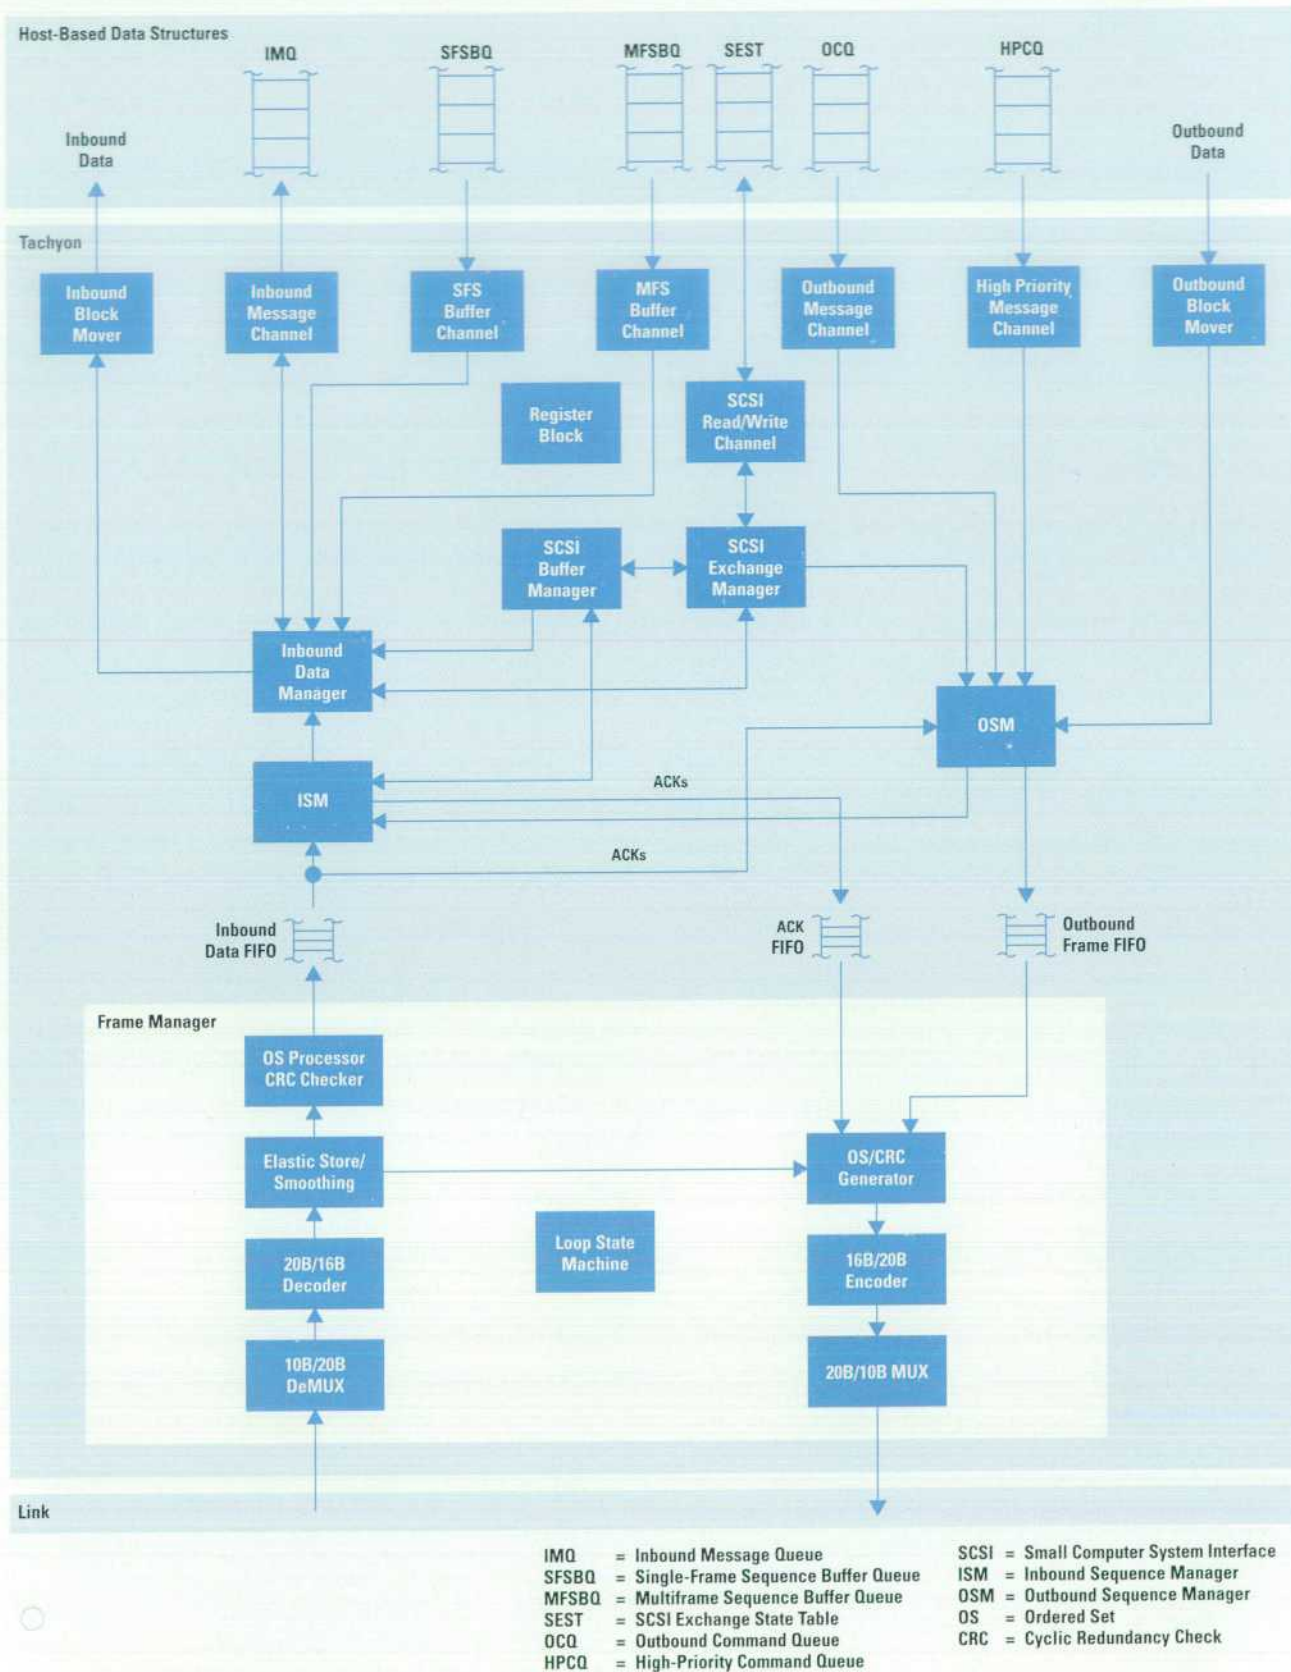 Host-Based Data Structures
IMQ
SFSBQ
MFSBQ
SEST
OCQ
HPCQ
Inbound
Data
Outbound
Data
Tachyon
Inbound
Block
Mover
Inbound
Message
Channel
SFS
Buffer
Channel
MFS
Buffer
Channel
Outbound
Message
Channel
High Priority
Message
Channel
Outbound
Block
Mover
Register
Block
SCSI
Read/Write
Channel
SCSI
Buffer
Manager
SCSI
Exchange
Manager
Inbound
Data
Manager
OSM
ISM
ACKs
ACKs
Inbound
Data FIFO
ACK
FIFO
Outbound
Frame FIFO
Frame Manager
OS Processor
CRC Checker
Elastic Store/
Smoothing
OS/CRC
Generator
Loop State
Machine
20B/16B
Decoder
16B/20B
Encoder
10B/20B
DeMUX
20B/10B MUX
Link
IMQ = Inbound Message Queue
SFSBQ = Single-Frame Sequence Buffer Queue
MFSBQ = Multiframe Sequence Buffer Queue
SEST = SCSI Exchange State Table
OCQ = Outbound Command Queue
HPCQ = High-Priority Command Queue
SCSI = Small Computer System Interface
ISM = Inbound Sequence Manager
OSM = Outbound Sequence Manager
OS = Ordered Set
CRC = Cyclic Redundancy Check